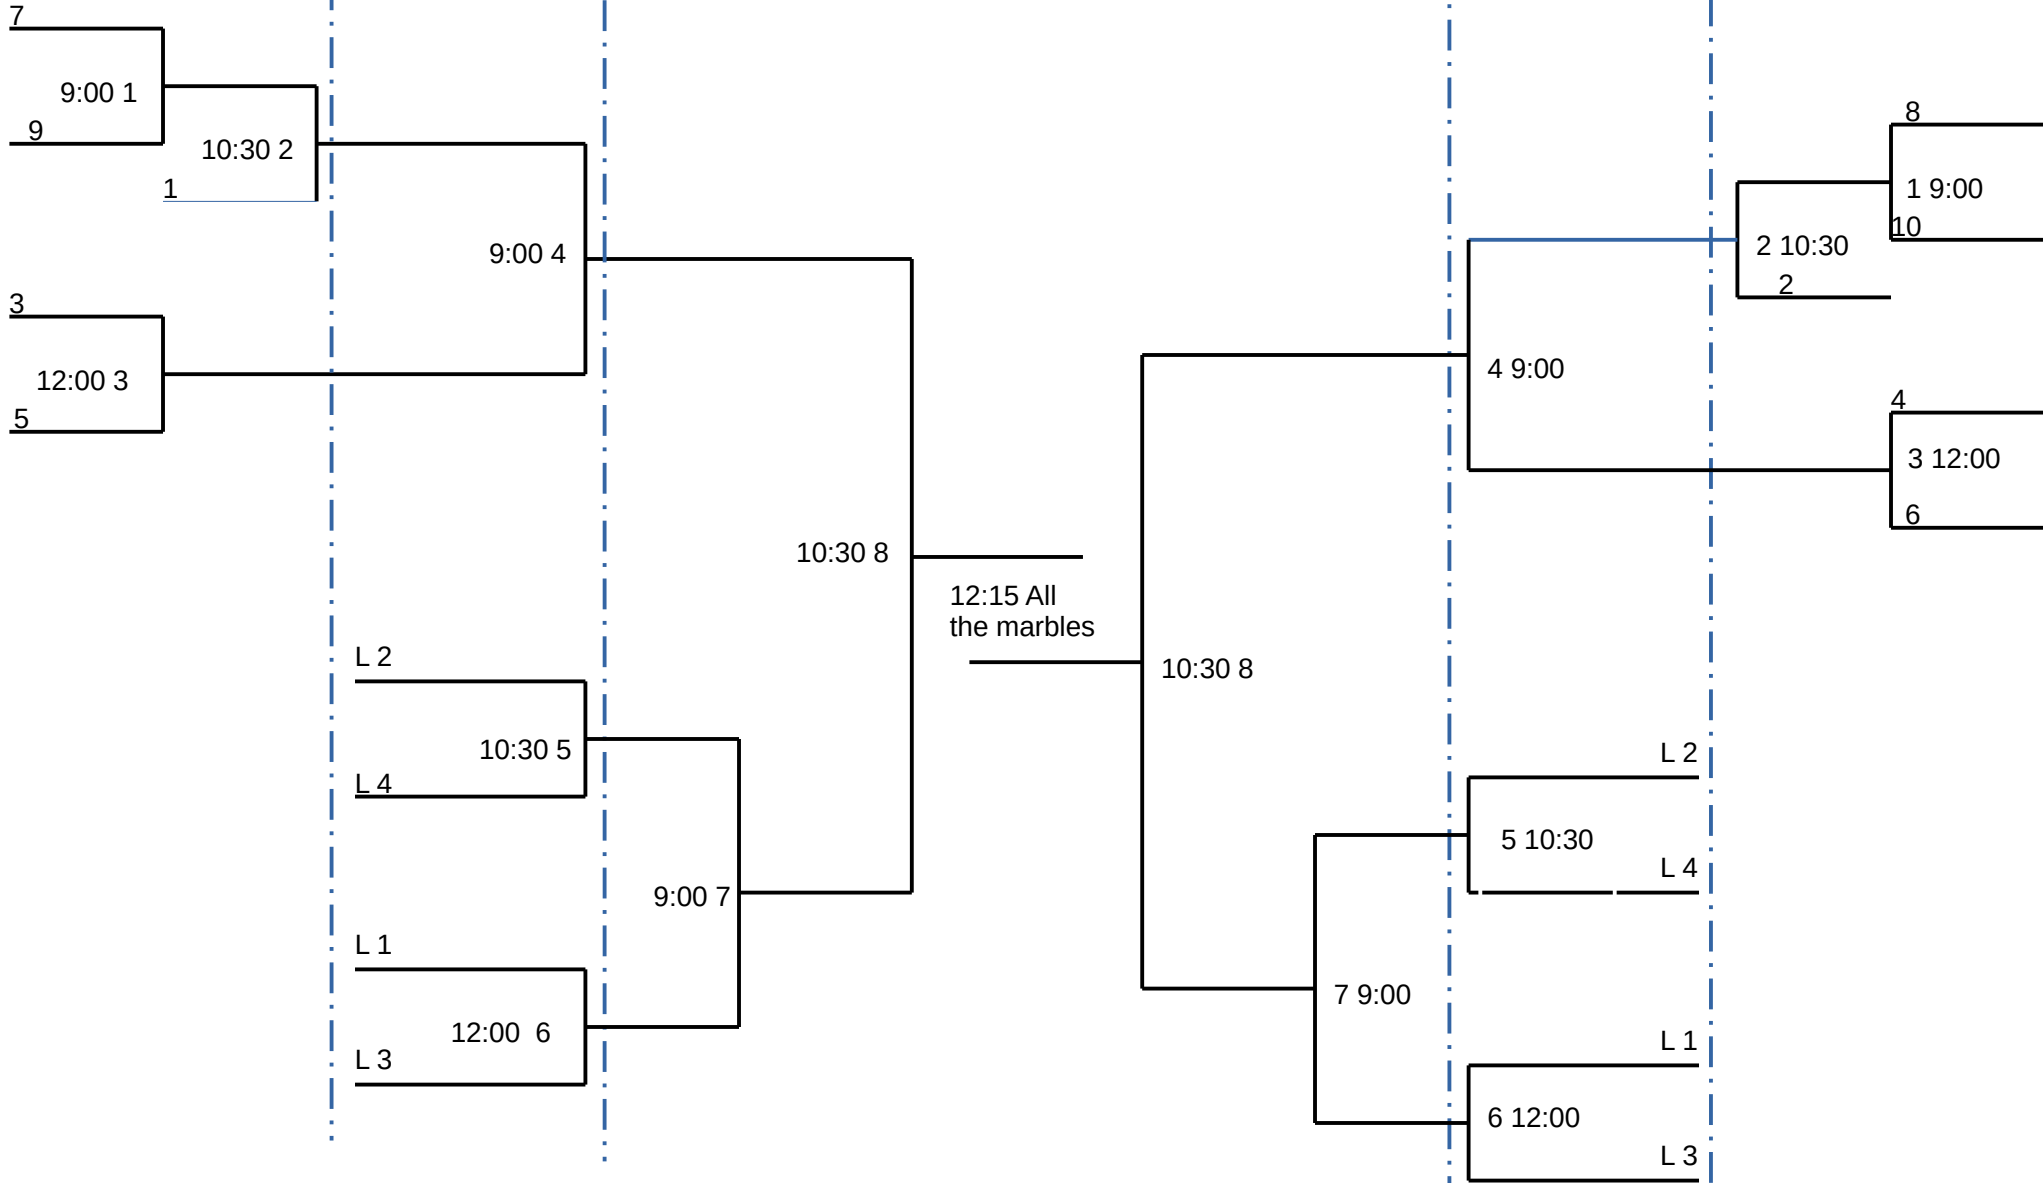 7
9:00 1
9
10:30 2
1
9:00 4
3
12:00 3
5
10:30 8
L 2
10:30 5
L 4
9:00 7
L 1
12:00  6
L 3
12:15 All
the marbles
8
1 9:00
10
2 10:30
2
4 9:00
4
3 12:00
6
10:30 8
L 2
5 10:30
L 4
7 9:00
L 1
6 12:00
L 3